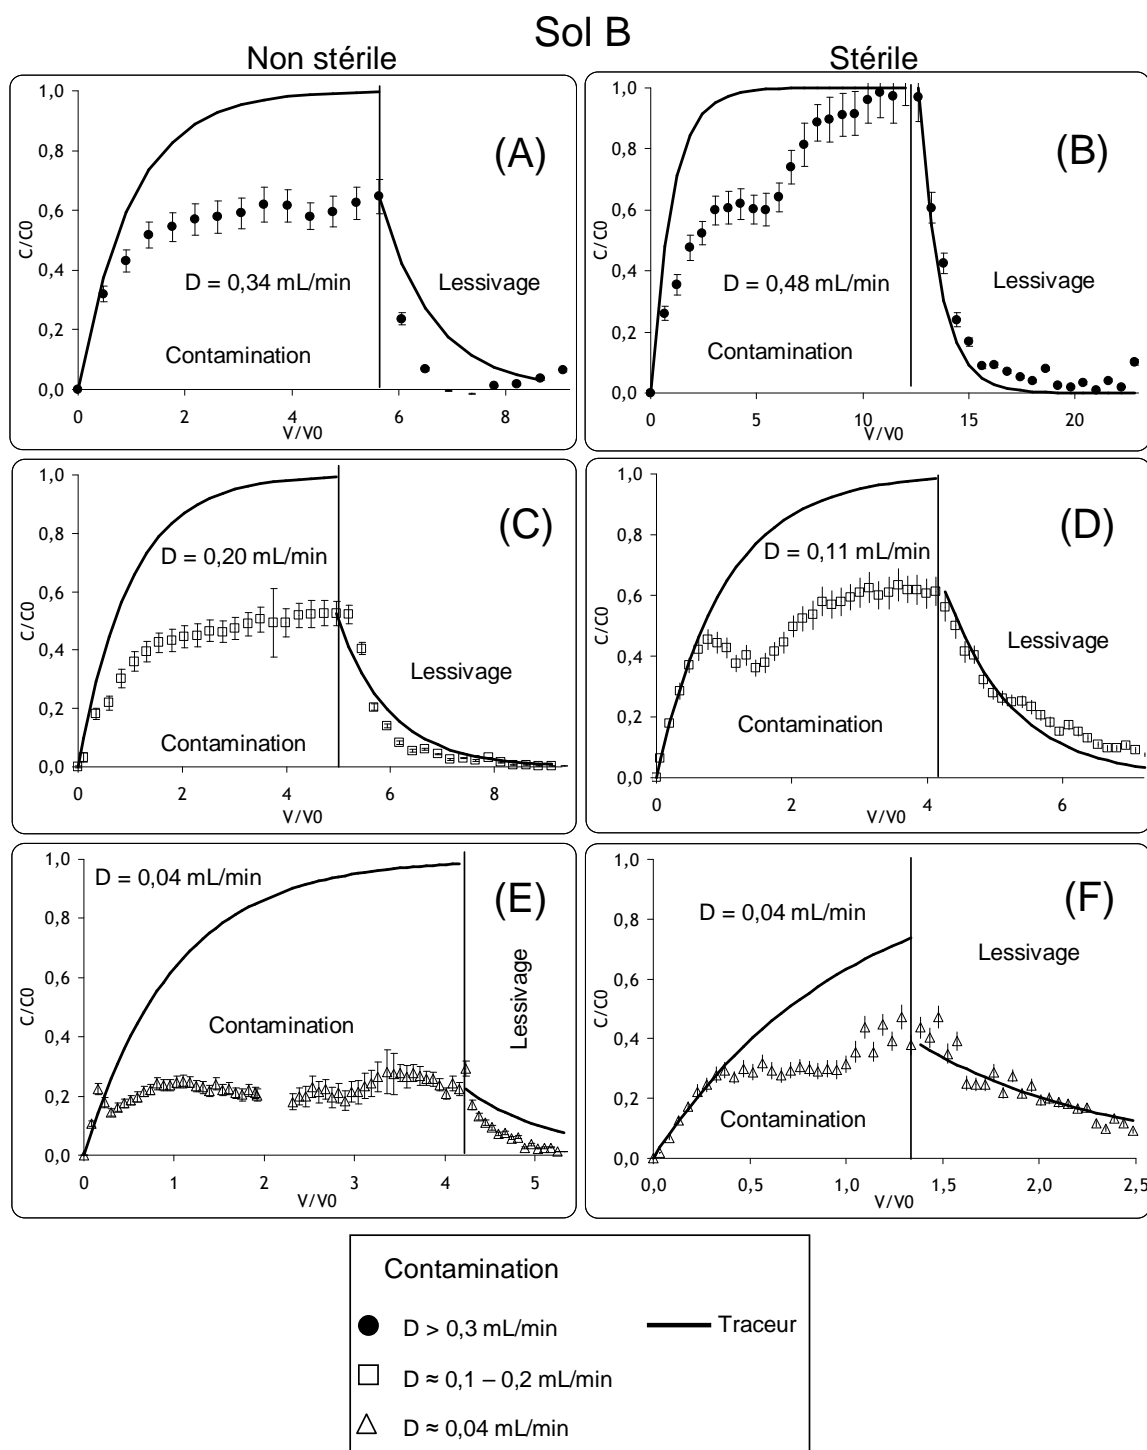 Sol B
Non stérile
Stérile
1,0
0,8
0,6
0,4
0,2
0,0
C/C0
(A)
D = 0,34 mL/min
Lessivage
Contamination
0
2
4
6
8
V/V0
1,0
0,8
0,6
0,4
0,2
0,0
C/C0
(B)
D = 0,48 mL/min
Lessivage
Contamination
0
5
10
15
20
V/V0
1,0
0,8
0,6
0,4
0,2
0,0
C/C0
(C)
D = 0,20 mL/min
Lessivage
Contamination
0
2
4
6
8
V/V0
1,0
0,8
0,6
0,4
0,2
0,0
C/C0
(D)
D = 0,11 mL/min
Lessivage
Contamination
0
2
4
6
V/V0
1,0
0,8
0,6
0,4
0,2
0,0
C/C0
D = 0,04 mL/min
(E)
Lessivage
Contamination
0
1
2
3
4
5
V/V0
1,0
0,8
0,6
0,4
0,2
0,0
C/C0
(F)
D = 0,04 mL/min
Lessivage
Contamination
0,0
0,5
1,0
1,5
2,0
2,5
V/V0
Contamination
D > 0,3 mL/min
Traceur
D ≈ 0,1 – 0,2 mL/min
D ≈ 0,04 mL/min